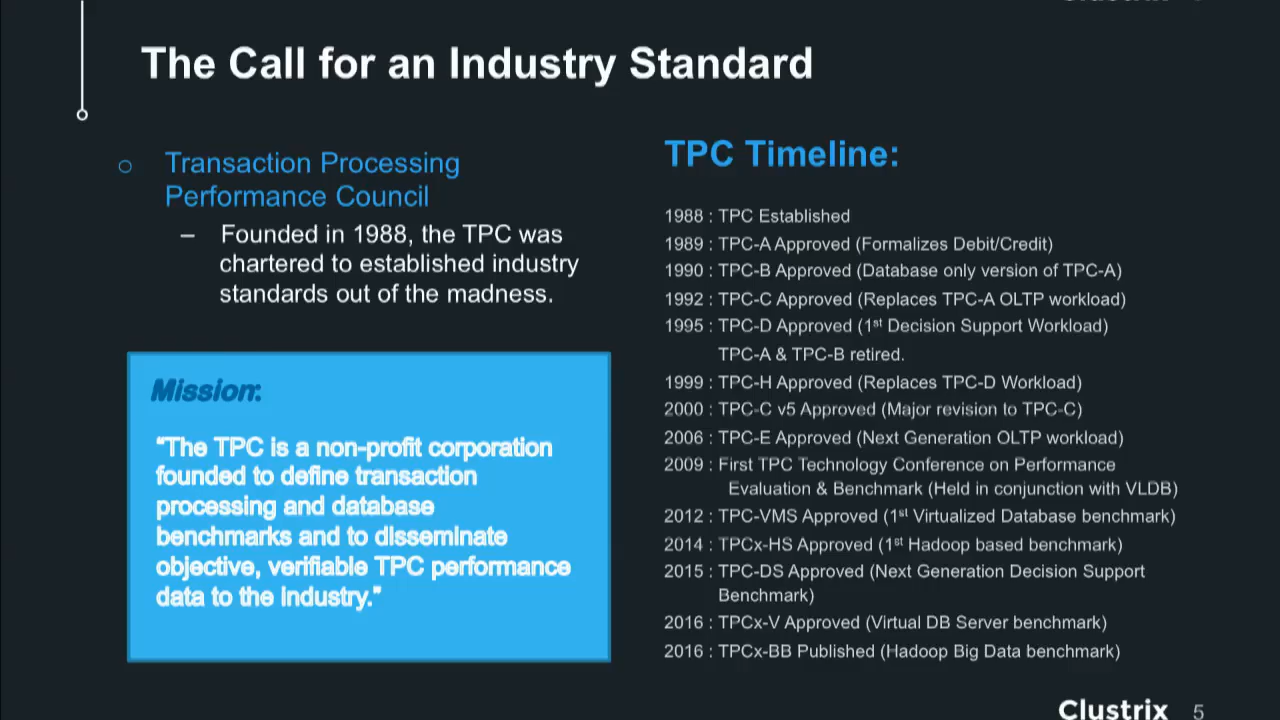 The Call for an Industry Standard
Transaction Processing
Performance Council
– Founded in 1988, the TPC was
chartered to established industry
standards out of the madness.
Mission:
“The TPC is a non-profit corporation
founded to define transaction
processing and database
benchmarks and to disseminate
objective, verifiable TPC performance
data to the industry.”
TPC Timeline:
1988 : TPC Established
1989 : TPC-A Approved (Formalizes Debit/Credit)
1990 : TPC-B Approved (Database only version of TPC-A)
1992 : TPC-C Approved (Replaces TPC-A OLTP workload)
1995 : TPC-D Approved (1st Decision Support Workload)
TPC-A & TPC-B retired.
1999 : TPC-H Approved (Replaces TPC-D Workload)
2000 : TPC-C v5 Approved (Major revision to TPC-C)
2006 : TPC-E Approved (Next Generation OLTP workload)
2009 : First TPC Technology Conference on Performance
Evaluation & Benchmark (Held in conjunction with VLDB)
2012 : TPC-VMS Approved (1st Virtualized Database benchmark)
2014 : TPCx-HS Approved (1st Hadoop based benchmark)
2015 : TPC-DS Approved (Next Generation Decision Support
Benchmark)
2016 : TPCx-V Approved (Virtual DB Server benchmark)
2016 : TPCx-BB Published (Hadoop Big Data benchmark)
Clustrix 5